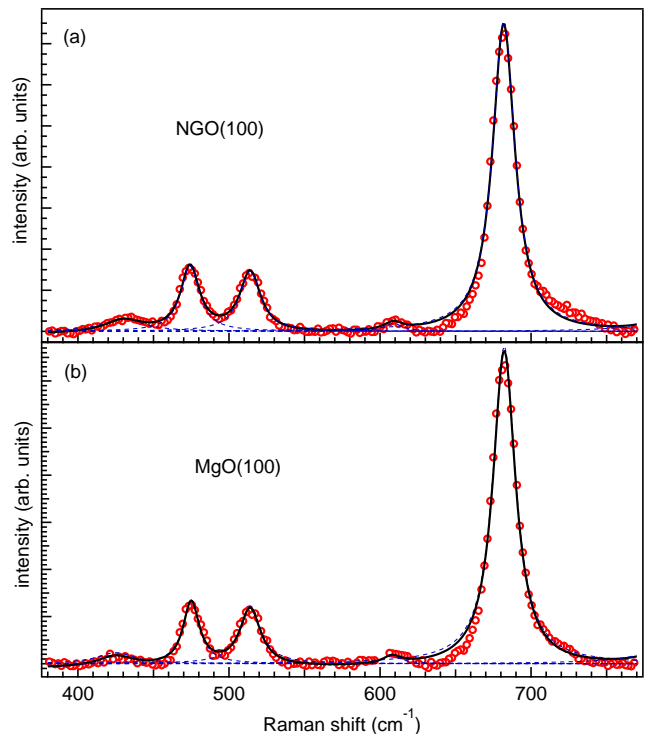 (a)
NGO(100)
intensity (arb. units)
(b)
MgO(100)
intensity (arb. units)
400 500 600 700
Raman shift (cm⁻¹)